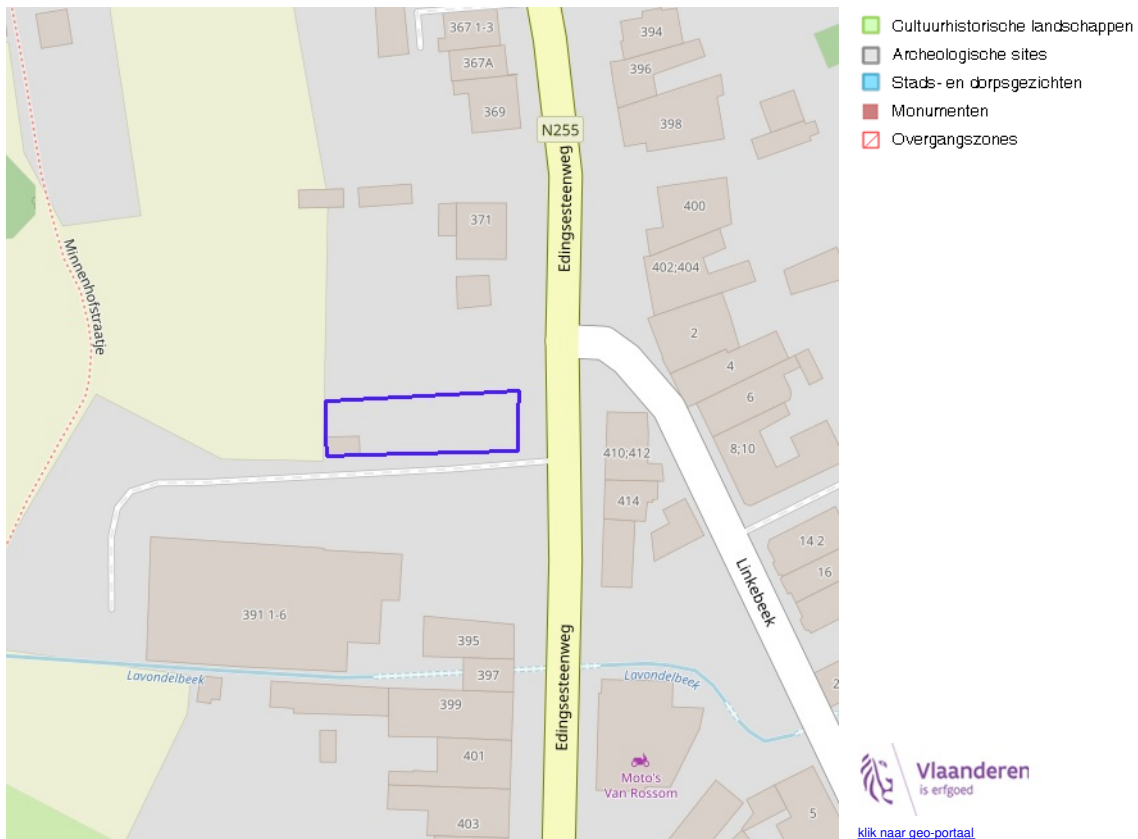 367 1-3
367A
369
394
396
398
N255
Edingsesteenweg
371
400
402;404
Minnenhofstraatje
2
4
6
8;10
410;412
414
14 2
16
Linkebeek
391 1-6
395
397
Lavondelbeek
Lavondelbeek
399
2
Edingsesteenweg
401
Moto's
Van Rossom
403
5
Cultuurhistorische landschappen
Archeologische sites
Stads- en dorpsgezichten
Monumenten
Overgangszones
Vlaanderen
is erfgoed
klik naar geo-portaal